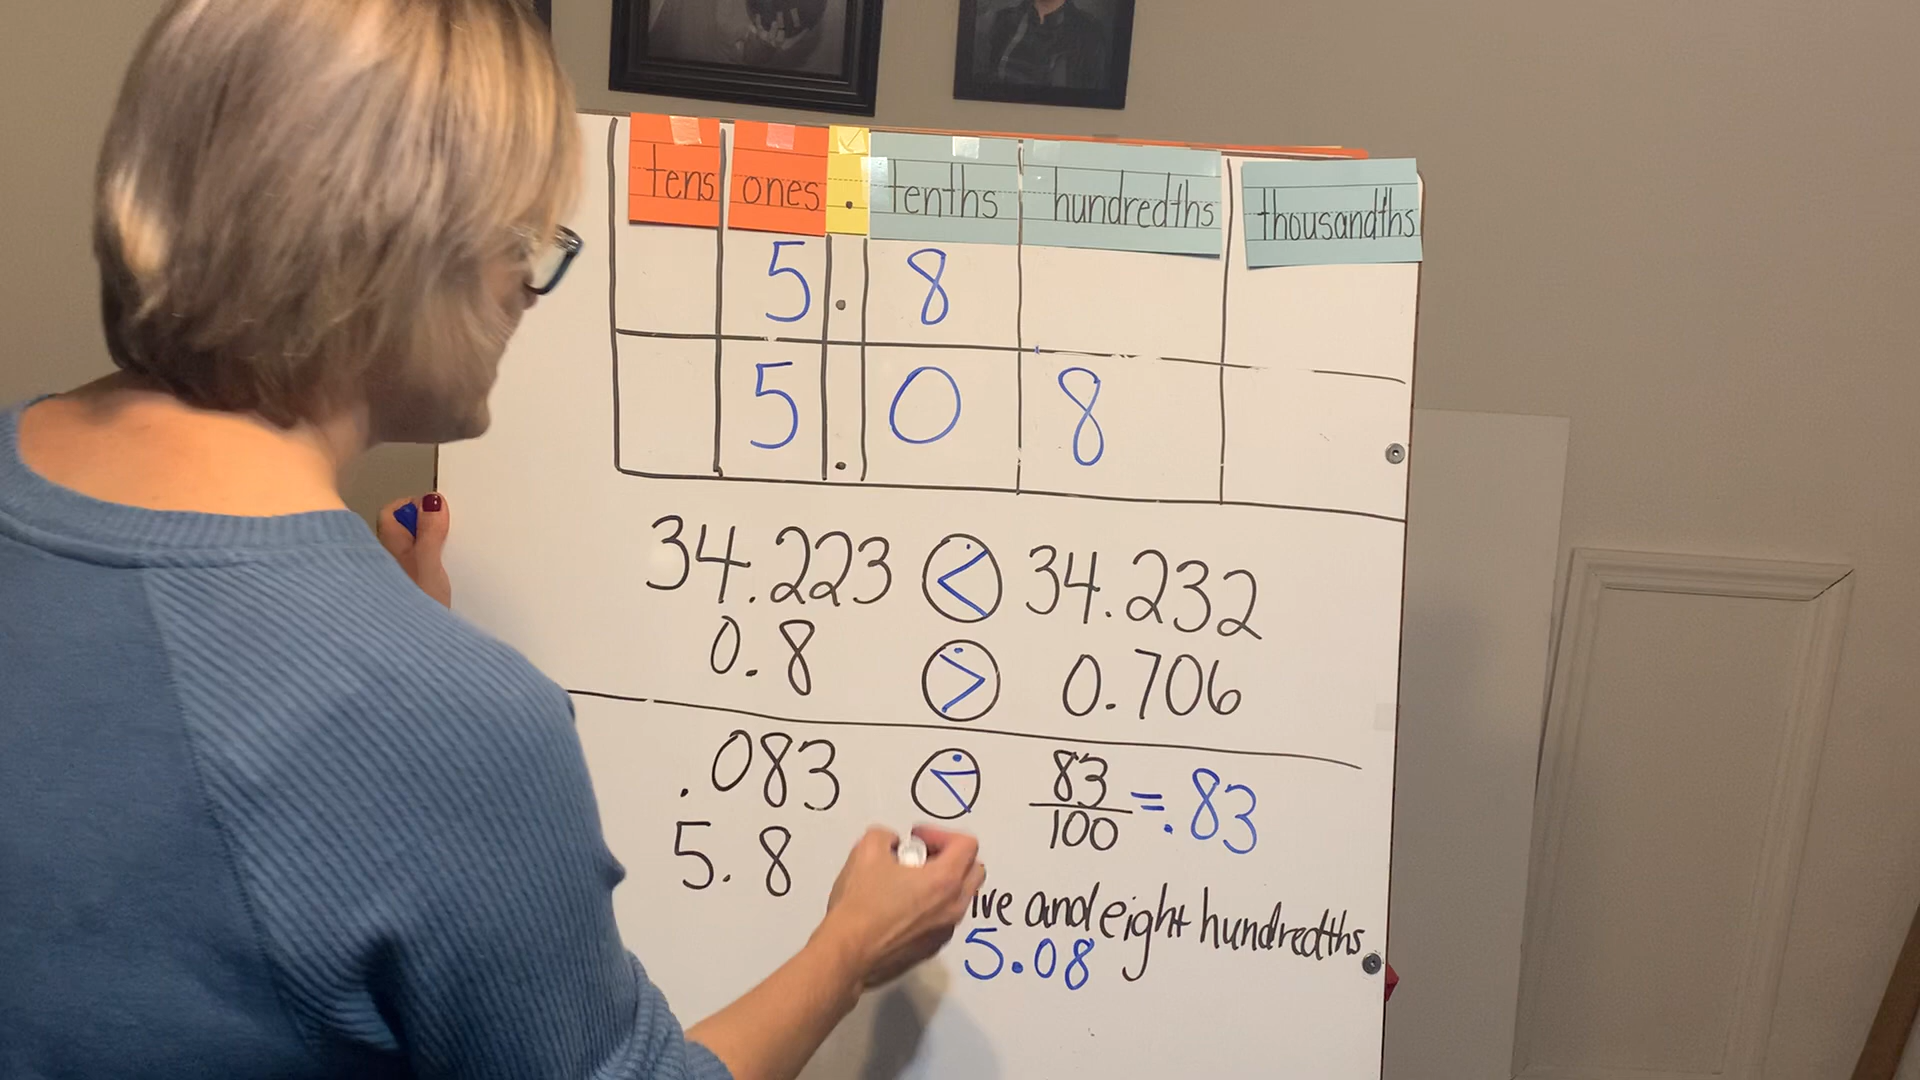 tens ones . tenths hundredths thousandths
5 . 8
5 . 0 8
34.223 < 34.232
0.8 > 0.706
.083 < 83/100 = .83
5.8
and eight hundredths
5.08